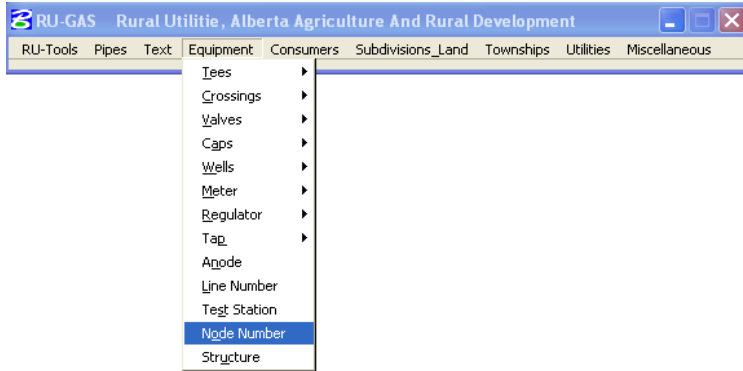 RU-GAS Rural Utilitie, Alberta Agriculture And Rural Development
RU-Tools Pipes Text Equipment Consumers Subdivisions_Land Townships Utilities Miscellaneous
Tees
Crossings
Valves
Caps
Wells
Meter
Regulator
Tap
Anode
Line Number
Test Station
Node Number
Structure